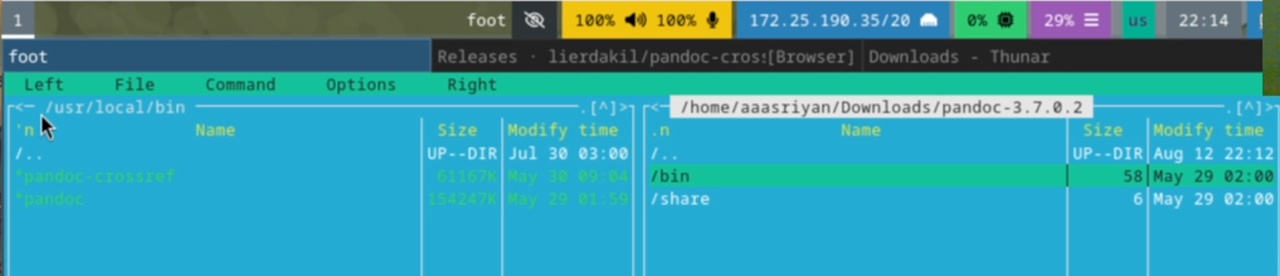 1 foot 100% 100% 172.25.190.35/20 0% 29% us 22:14
foot Releases · lierdakil/pandoc-cros:[Browser] Downloads - Thunar
Left File Command Options Right
<─ /usr/local/bin .[^]> <─ /home/aaasriyan/Downloads/pandoc-3.7.0.2 .[^]>
'n Name Size Modify time .n Name Size Modify time
/.. UP--DIR Jul 30 03:00 /.. UP--DIR Aug 12 22:12
*pandoc-crossref 61167K May 30 09:04 /bin 58 May 29 02:00
*pandoc 154247K May 29 01:59 /share 6 May 29 02:00